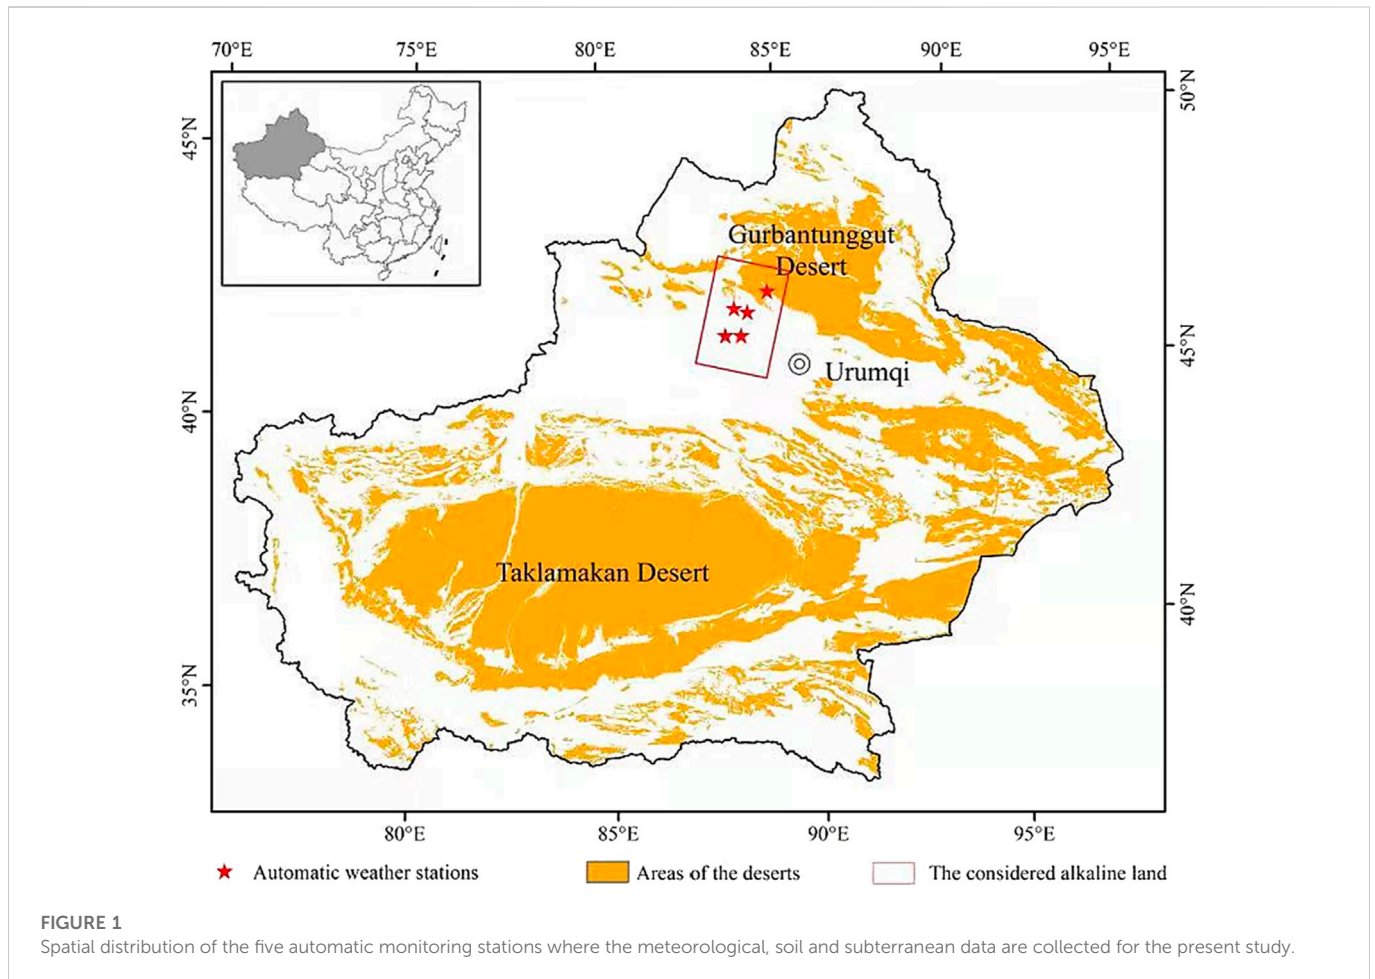 70°E 75°E 80°E 85°E 90°E 95°E
50°N
45°N
Gurbantunggut
Desert
45°N
Urumqi
40°N
Taklamakan Desert
40°N
35°N
80°E 85°E 90°E 95°E
Automatic weather stations Areas of the deserts The considered alkaline land
FIGURE 1
Spatial distribution of the five automatic monitoring stations where the meteorological, soil and subterranean data are collected for the present study.